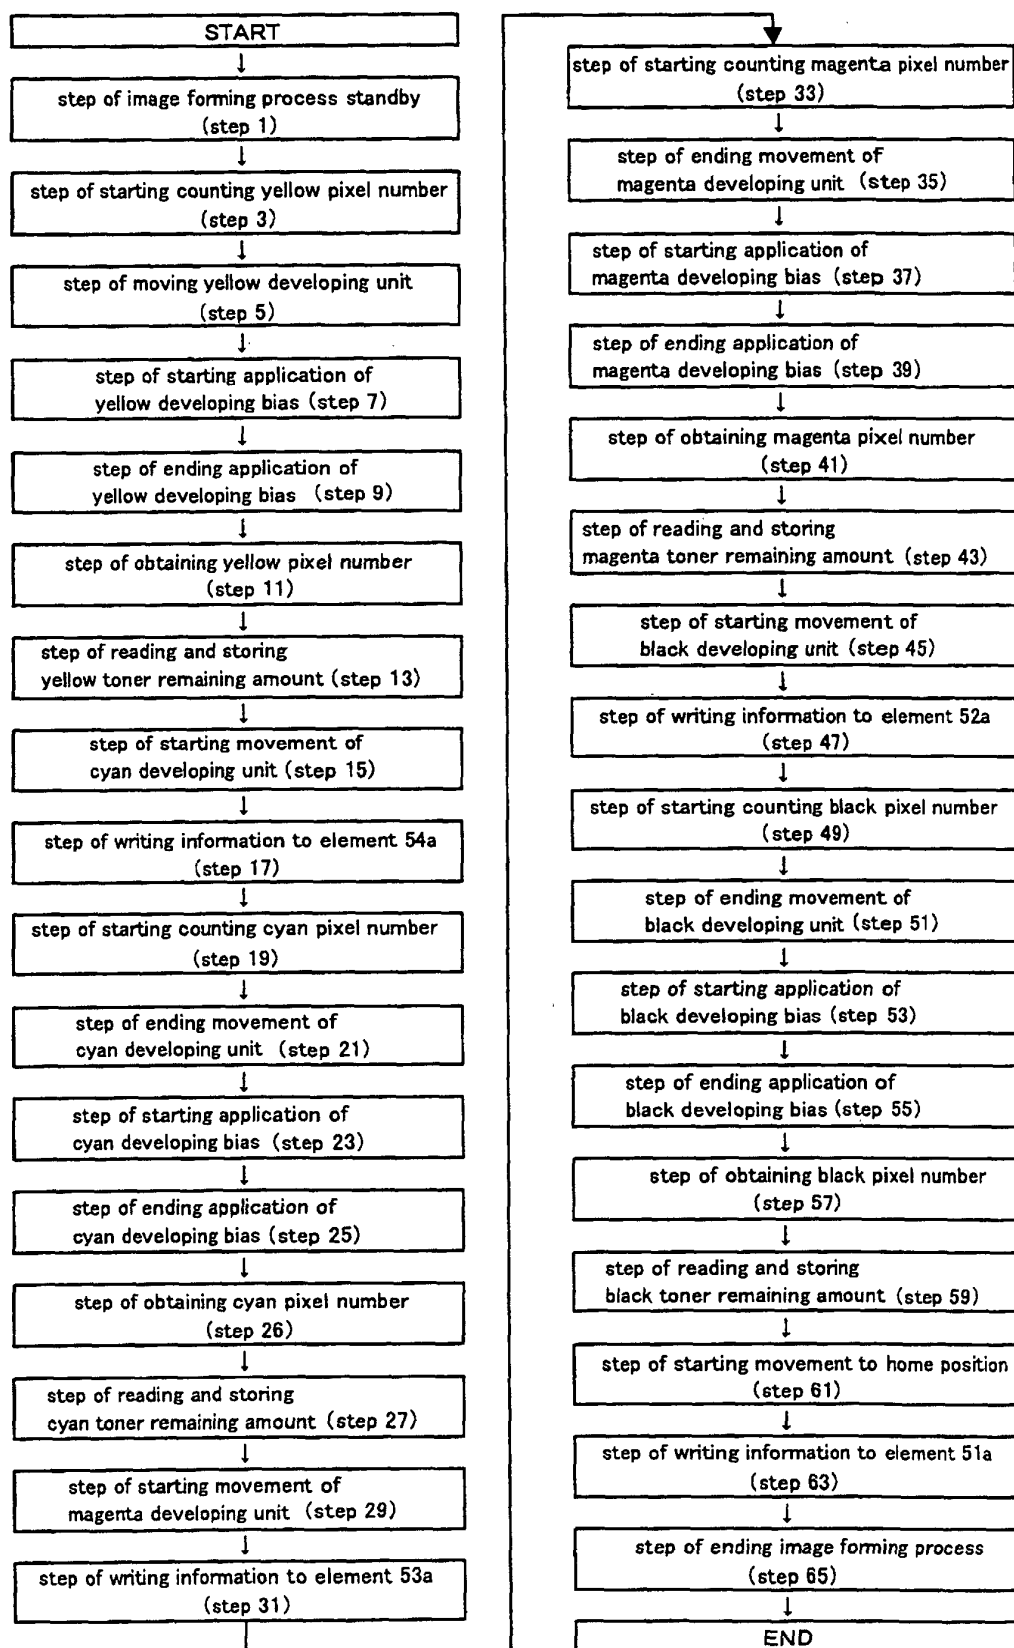 START
step of image forming process standby
(step 1)
step of starting counting yellow pixel number
(step 3)
step of moving yellow developing unit
(step 5)
step of starting application of
yellow developing bias (step 7)
step of ending application of
yellow developing bias (step 9)
step of obtaining yellow pixel number
(step 11)
step of reading and storing
yellow toner remaining amount (step 13)
step of starting movement of
cyan developing unit (step 15)
step of writing information to element 54a
(step 17)
step of starting counting cyan pixel number
(step 19)
step of ending movement of
cyan developing unit (step 21)
step of starting application of
cyan developing bias (step 23)
step of ending application of
cyan developing bias (step 25)
step of obtaining cyan pixel number
(step 26)
step of reading and storing
cyan toner remaining amount (step 27)
step of starting movement of
magenta developing unit (step 29)
step of writing information to element 53a
(step 31)
step of starting counting magenta pixel number
(step 33)
step of ending movement of
magenta developing unit (step 35)
step of starting application of
magenta developing bias (step 37)
step of ending application of
magenta developing bias (step 39)
step of obtaining magenta pixel number
(step 41)
step of reading and storing
magenta toner remaining amount (step 43)
step of starting movement of
black developing unit (step 45)
step of writing information to element 52a
(step 47)
step of starting counting black pixel number
(step 49)
step of ending movement of
black developing unit (step 51)
step of starting application of
black developing bias (step 53)
step of ending application of
black developing bias (step 55)
step of obtaining black pixel number
(step 57)
step of reading and storing
black toner remaining amount (step 59)
step of starting movement to home position
(step 61)
step of writing information to element 51a
(step 63)
step of ending image forming process
(step 65)
END